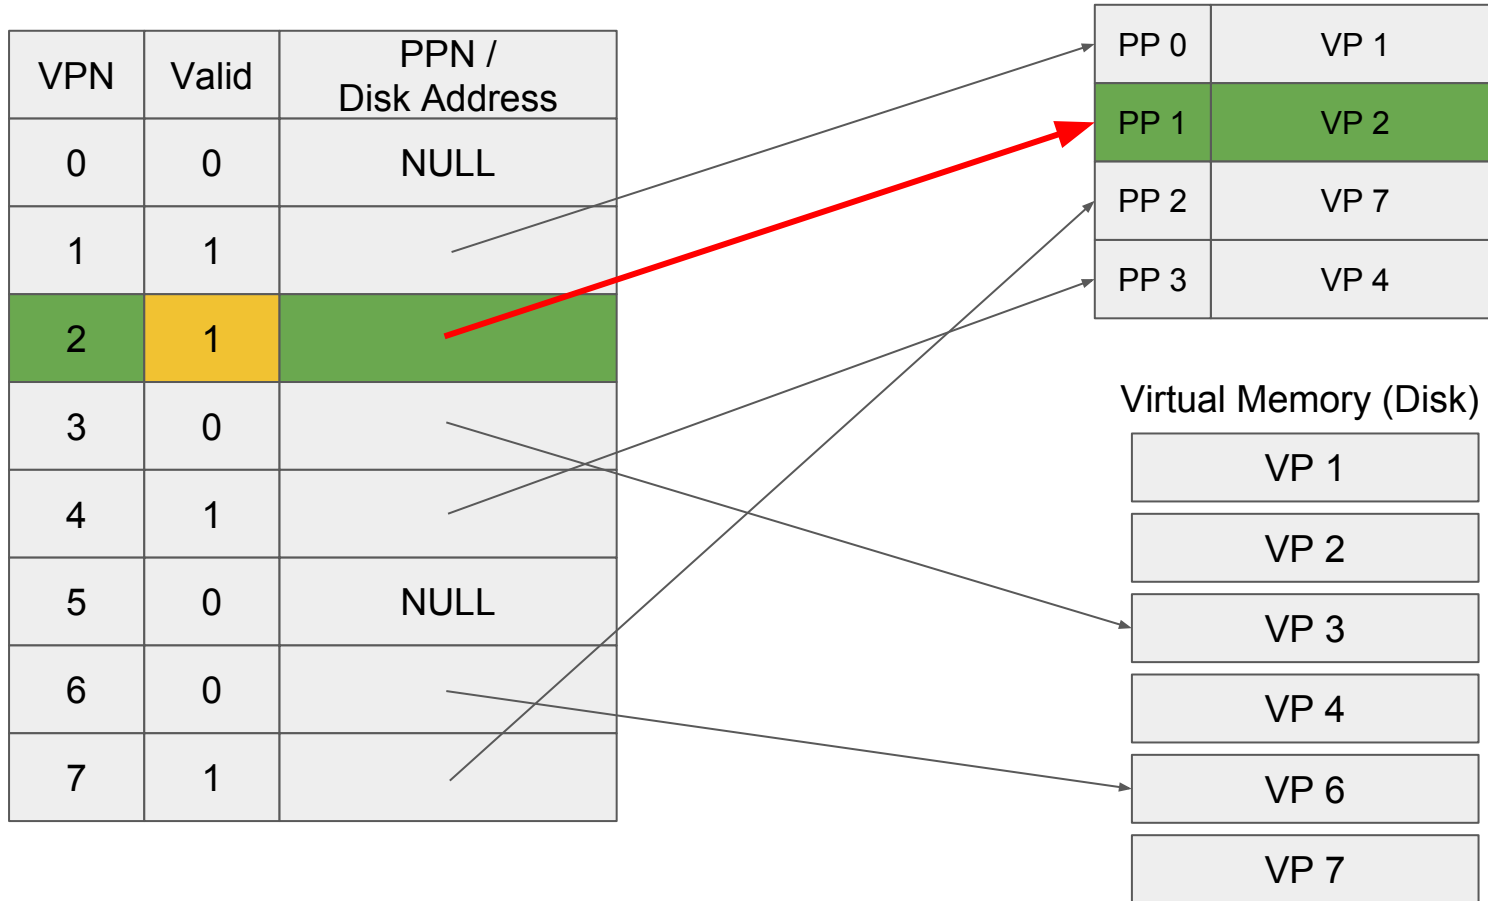 VPN Valid PPN /
Disk Address
0 0 NULL
1 1
2 1
3 0
4 1
5 0 NULL
6 0
7 1
PP 0 VP 1
PP 1 VP 2
PP 2 VP 7
PP 3 VP 4
Virtual Memory (Disk)
VP 1
VP 2
VP 3
VP 4
VP 6
VP 7